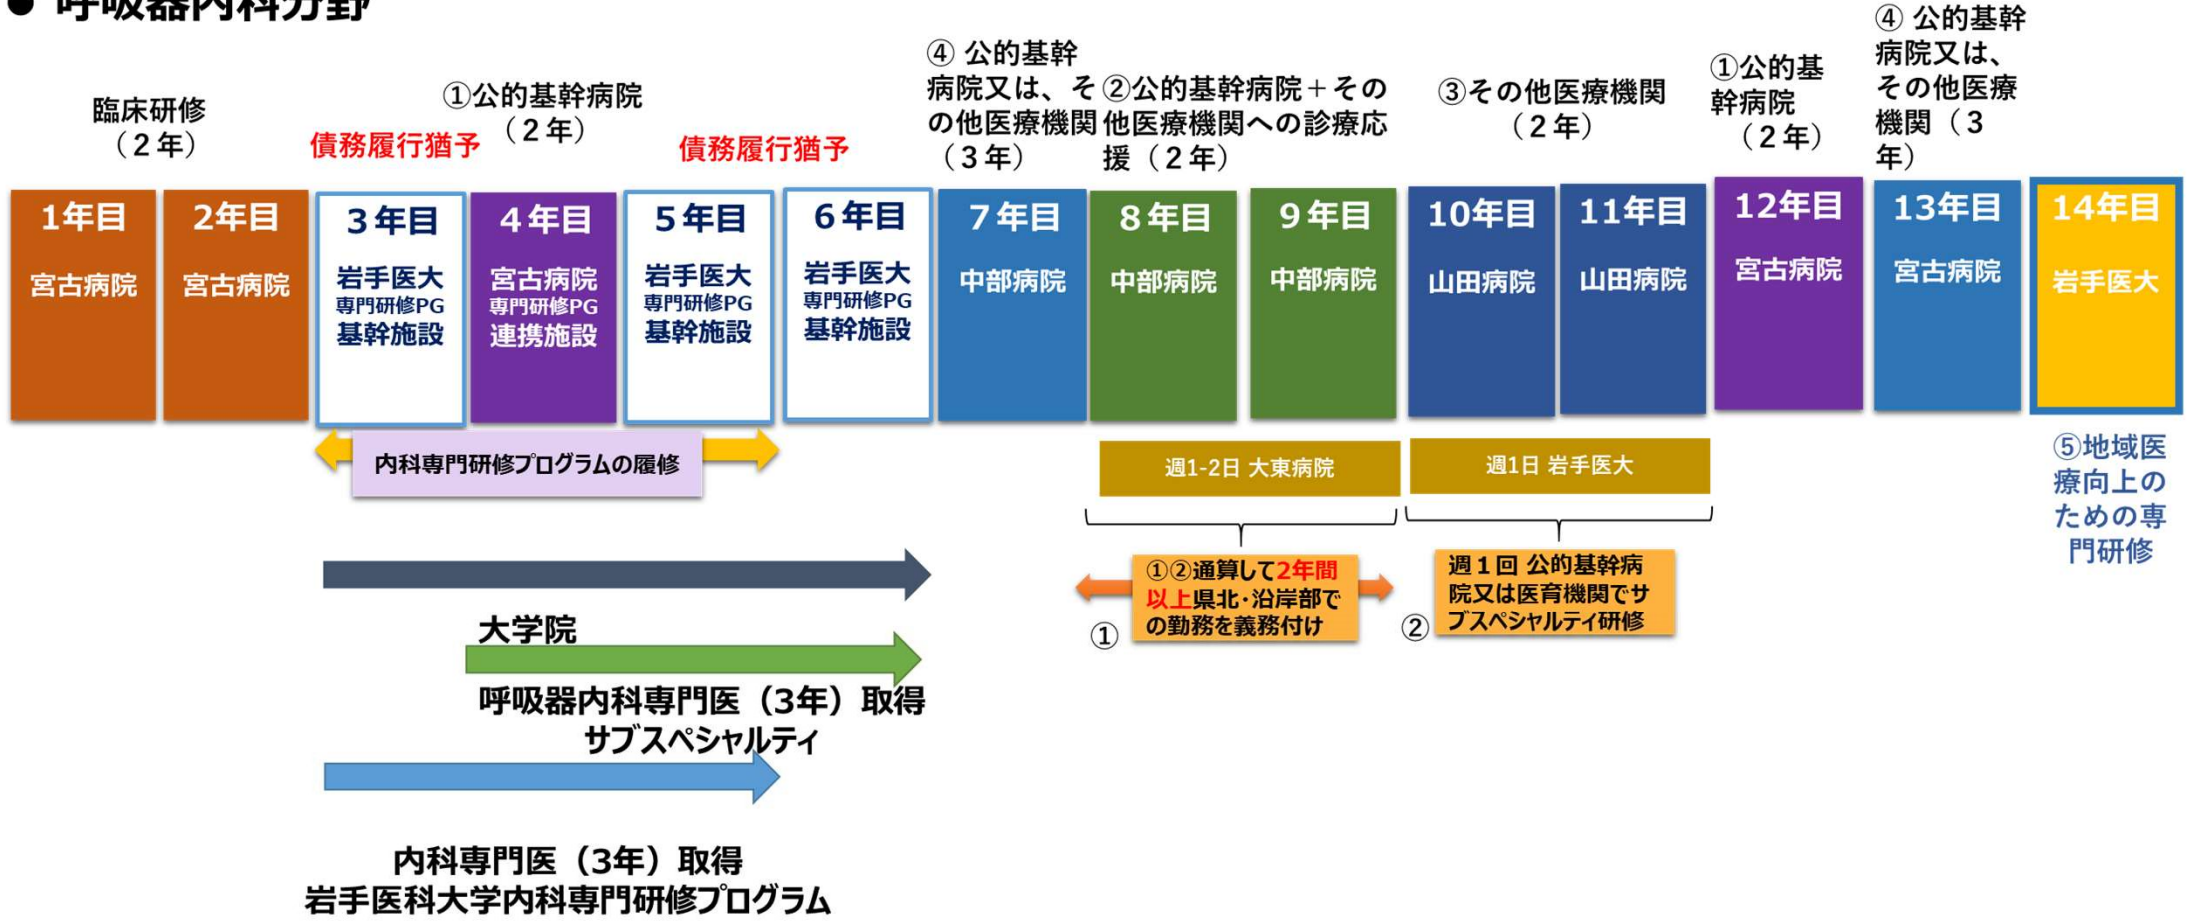 ● 呼吸器内科分野
臨床研修
（２年）
債務履行猶予
①公的基幹病院
（２年）
債務履行猶予
④ 公的基幹
病院又は、そ
の他医療機関
（３年）
②公的基幹病院＋その
他医療機関への診療応
援（２年）
③その他医療機関
（２年）
①公的基
幹病院
（２年）
④ 公的基幹
病院又は、
その他医療
機関（３
年）
1年目
宮古病院
2年目
宮古病院
３年目
岩手医大
専門研修PG
基幹施設
４年目
宮古病院
専門研修PG
連携施設
５年目
岩手医大
専門研修PG
基幹施設
６年目
岩手医大
専門研修PG
基幹施設
７年目
中部病院
８年目
中部病院
９年目
中部病院
10年目
山田病院
11年目
山田病院
12年目
宮古病院
13年目
宮古病院
14年目
岩手医大
内科専門研修プログラムの履修
週1-2日 大東病院
週1日 岩手医大
⑤地域医
療向上の
ための専
門研修
①
①②通算して2年間
以上県北・沿岸部で
の勤務を義務付け
②
週１回 公的基幹病
院又は医育機関でサ
ブスペシャルティ研修
大学院
呼吸器内科専門医（3年）取得
サブスペシャルティ
内科専門医（3年）取得
岩手医科大学内科専門研修プログラム